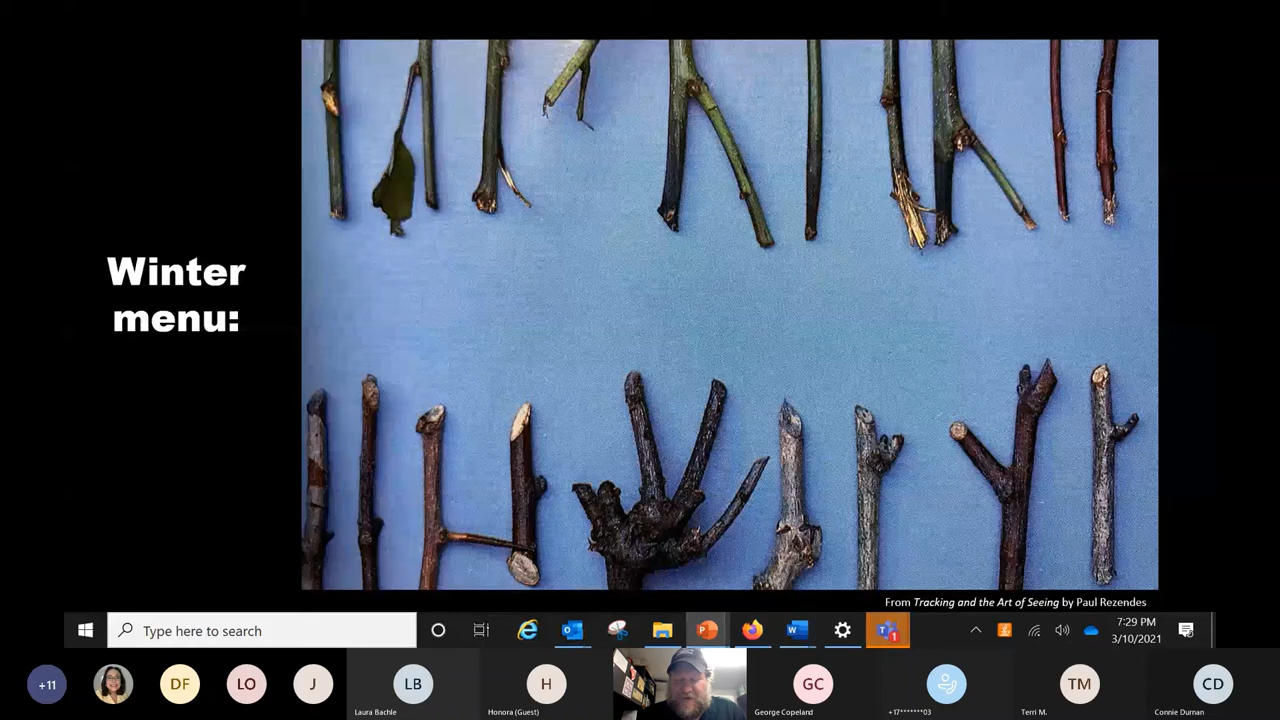 Winter
menu:
From Tracking and the Art of Seeing by Paul Rezendes
Type here to search
7:29 PM
3/10/2021
+11
DF
LO
J
LB
Laura Bachle
H
Honora (Guest)
GC
George Copeland
+17*******03
TM
Terri M.
CD
Connie Durnan